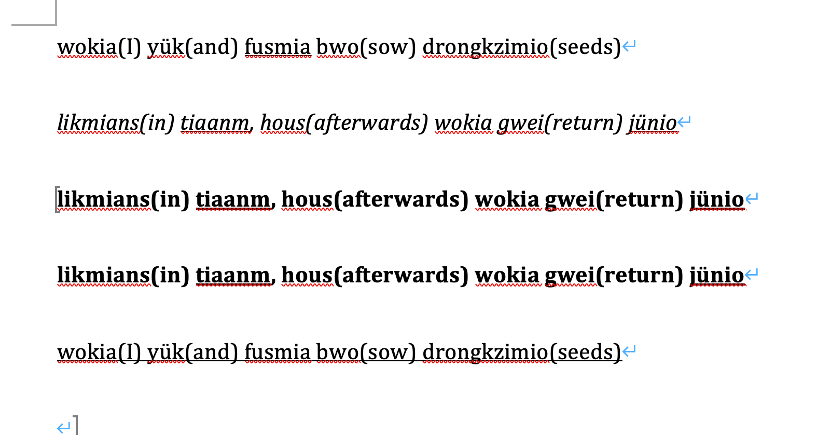 wokia(I) yük(and) fusmia bwo(sow) drongkzimio(seeds)
likmians(in) tiaanm, hous(afterwards) wokia gwei(return) jünio
likmians(in) tiaanm, hous(afterwards) wokia gwei(return) jünio
likmians(in) tiaanm, hous(afterwards) wokia gwei(return) jünio
wokia(I) yük(and) fusmia bwo(sow) drongkzimio(seeds)